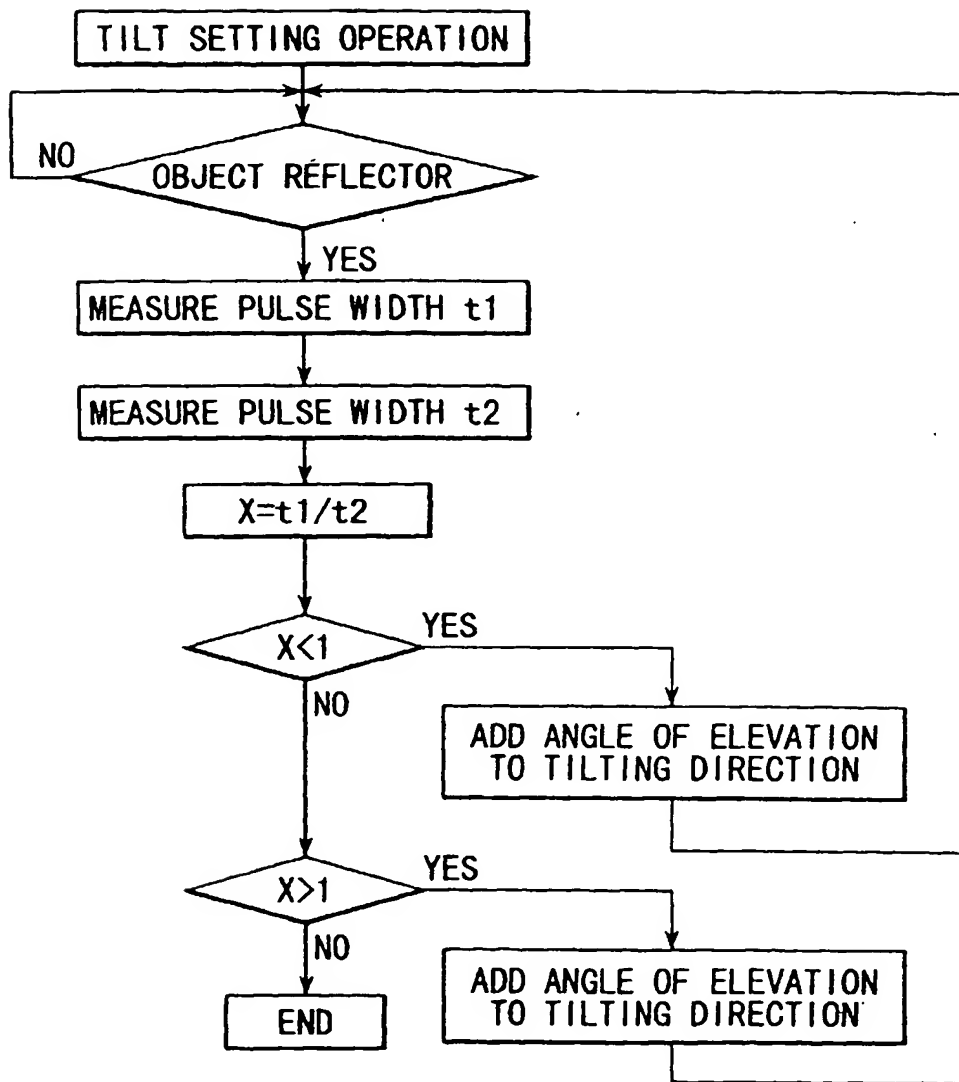 TILT SETTING OPERATION
NO
OBJECT REFLECTOR
YES
MEASURE PULSE WIDTH t1
MEASURE PULSE WIDTH t2
X=t1/t2
X<1
YES
NO
ADD ANGLE OF ELEVATION
TO TILTING DIRECTION
X>1
YES
NO
ADD ANGLE OF ELEVATION
TO TILTING DIRECTION
END